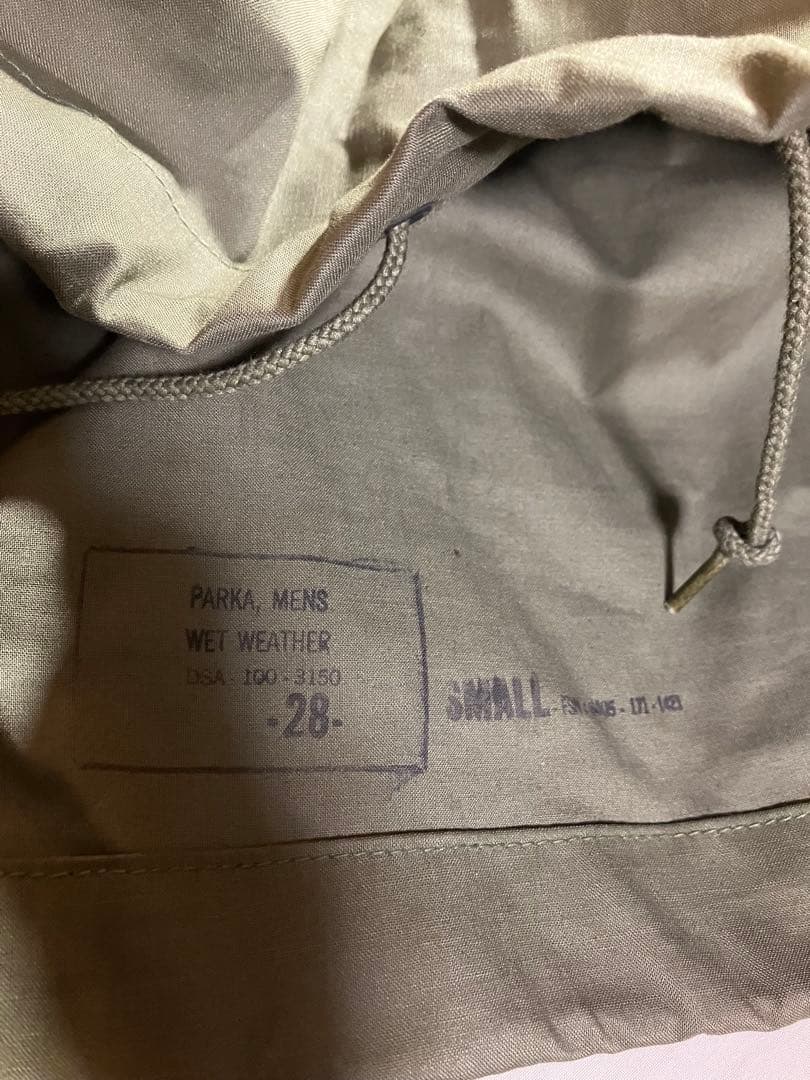 PARKA, MENS
WET WEATHER
DSA - 100 - 3150
- 28 -
SMALL